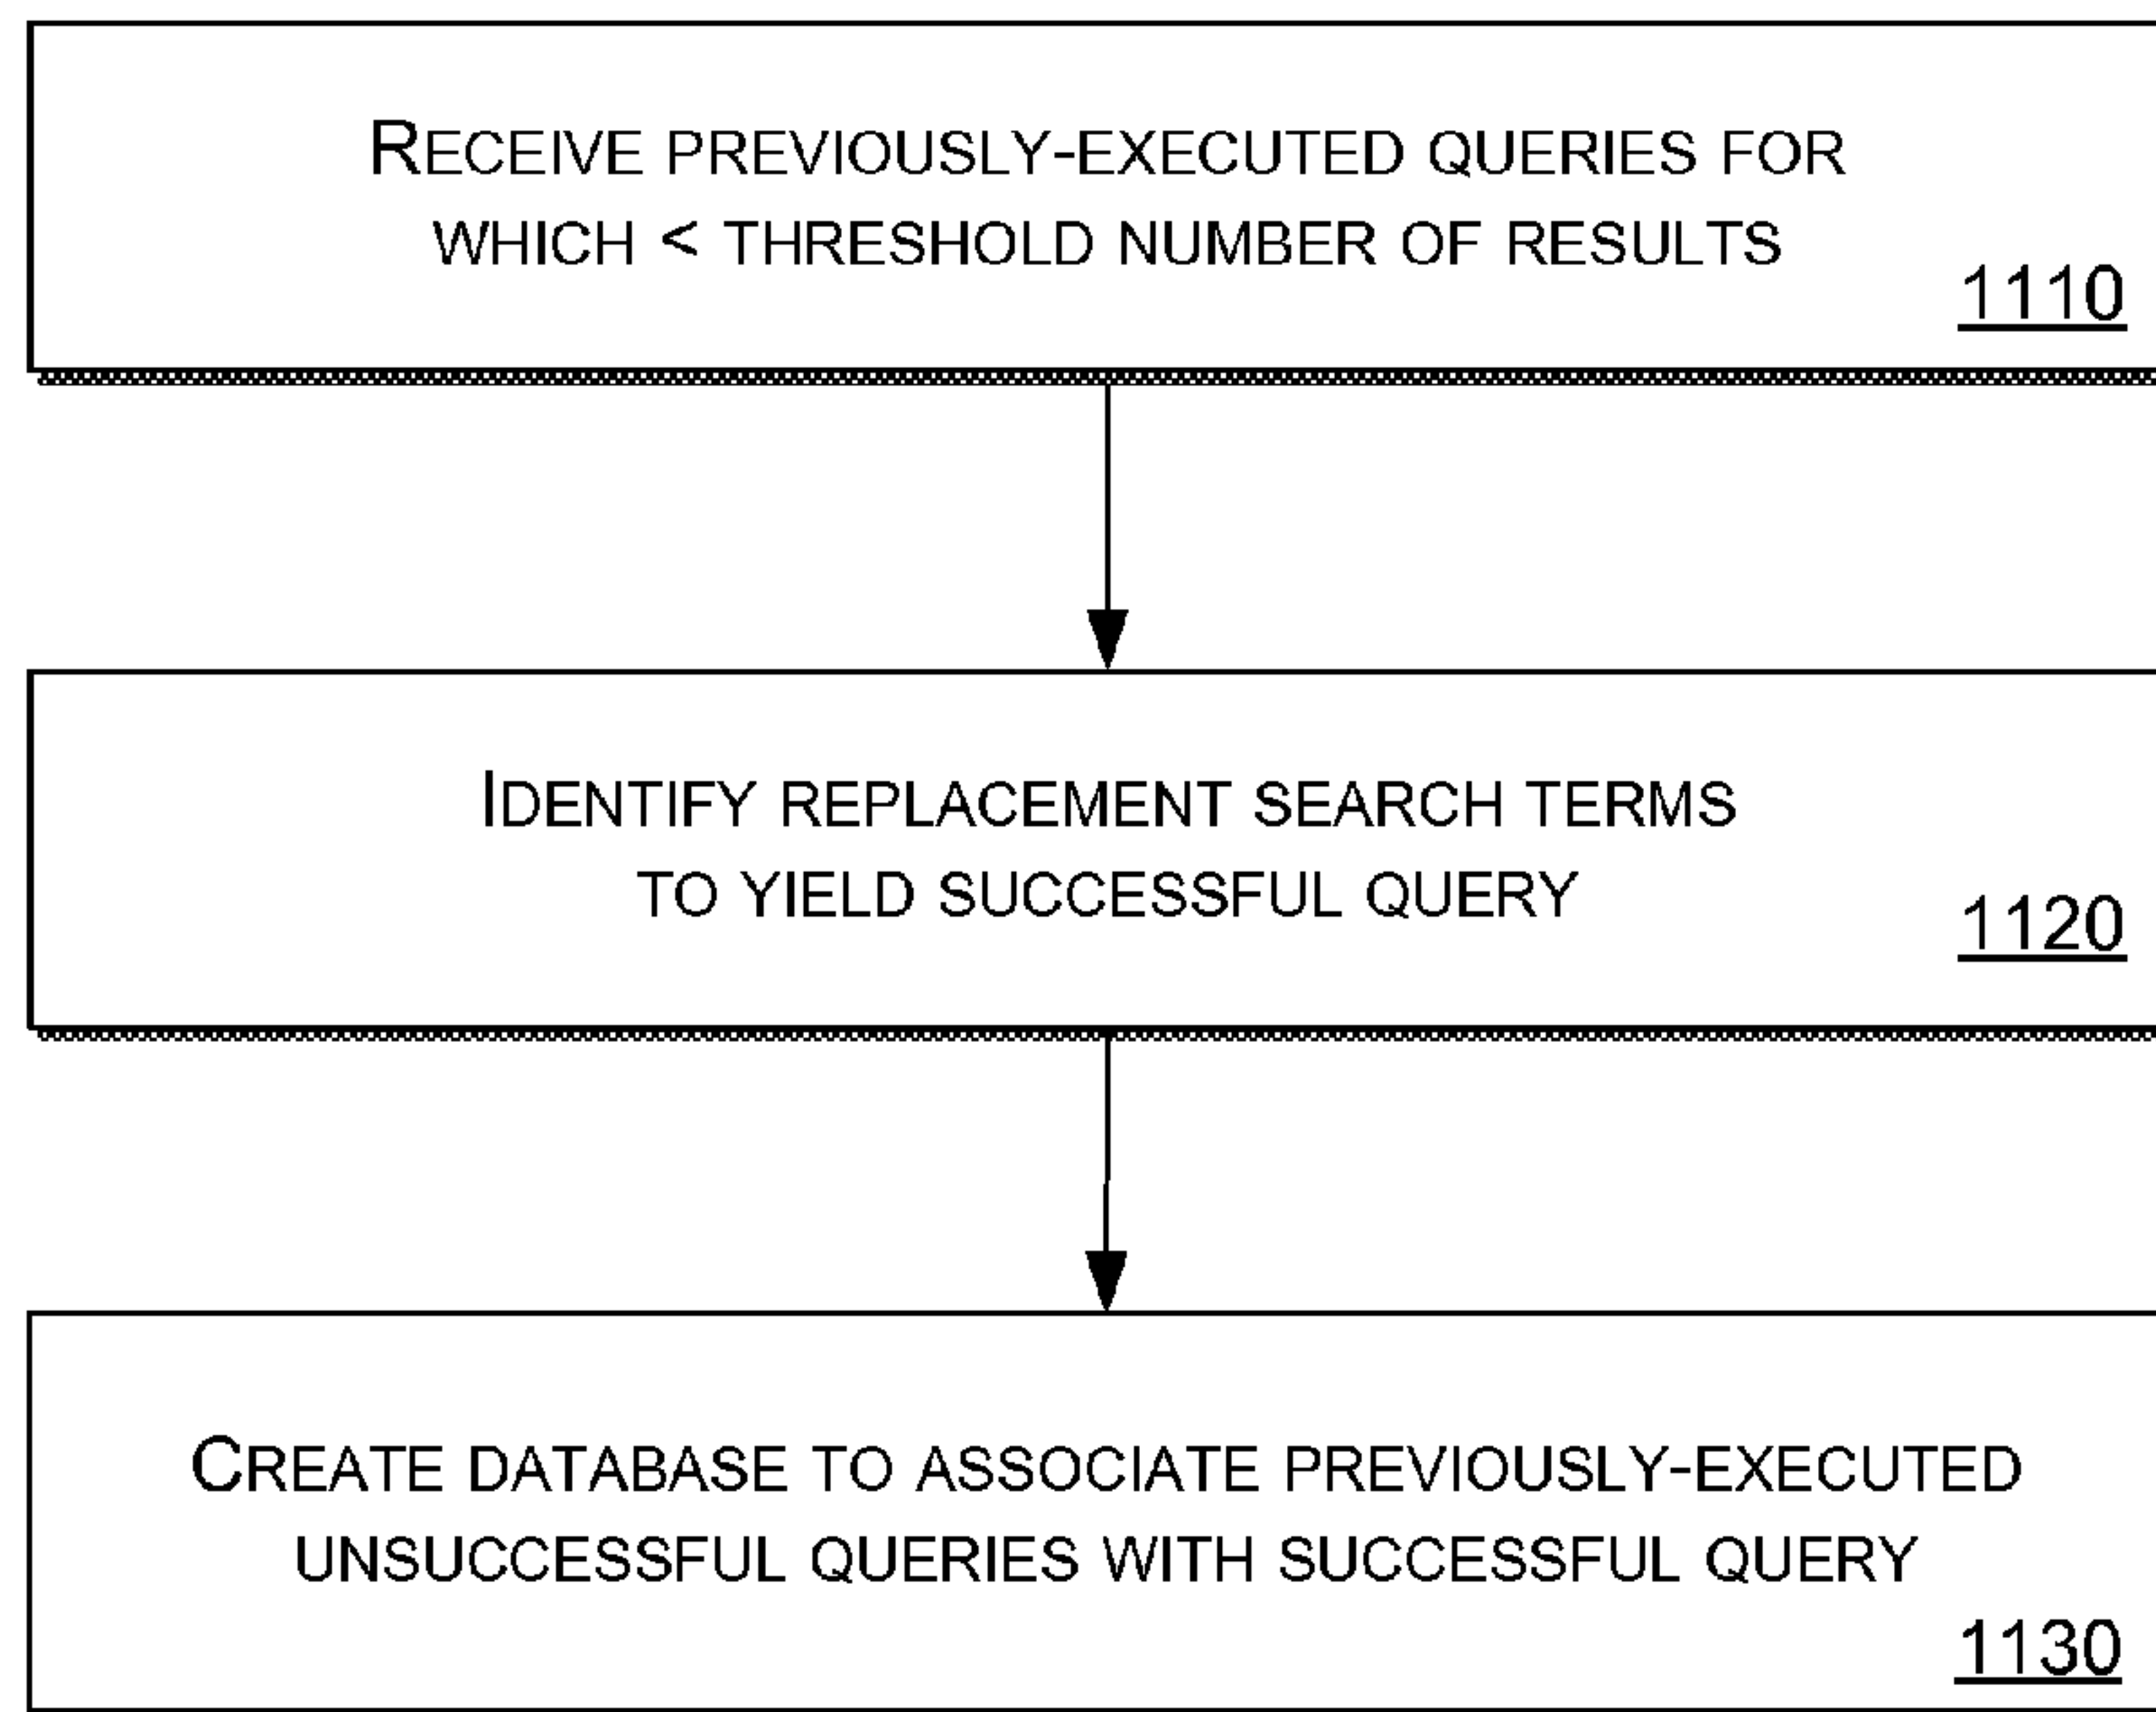 RECEIVE PREVIOUSLY-EXECUTED QUERIES FOR
WHICH < THRESHOLD NUMBER OF RESULTS
1110
IDENTIFY REPLACEMENT SEARCH TERMS
TO YIELD SUCCESSFUL QUERY
1120
CREATE DATABASE TO ASSOCIATE PREVIOUSLY-EXECUTED
UNSUCCESSFUL QUERIES WITH SUCCESSFUL QUERY
1130